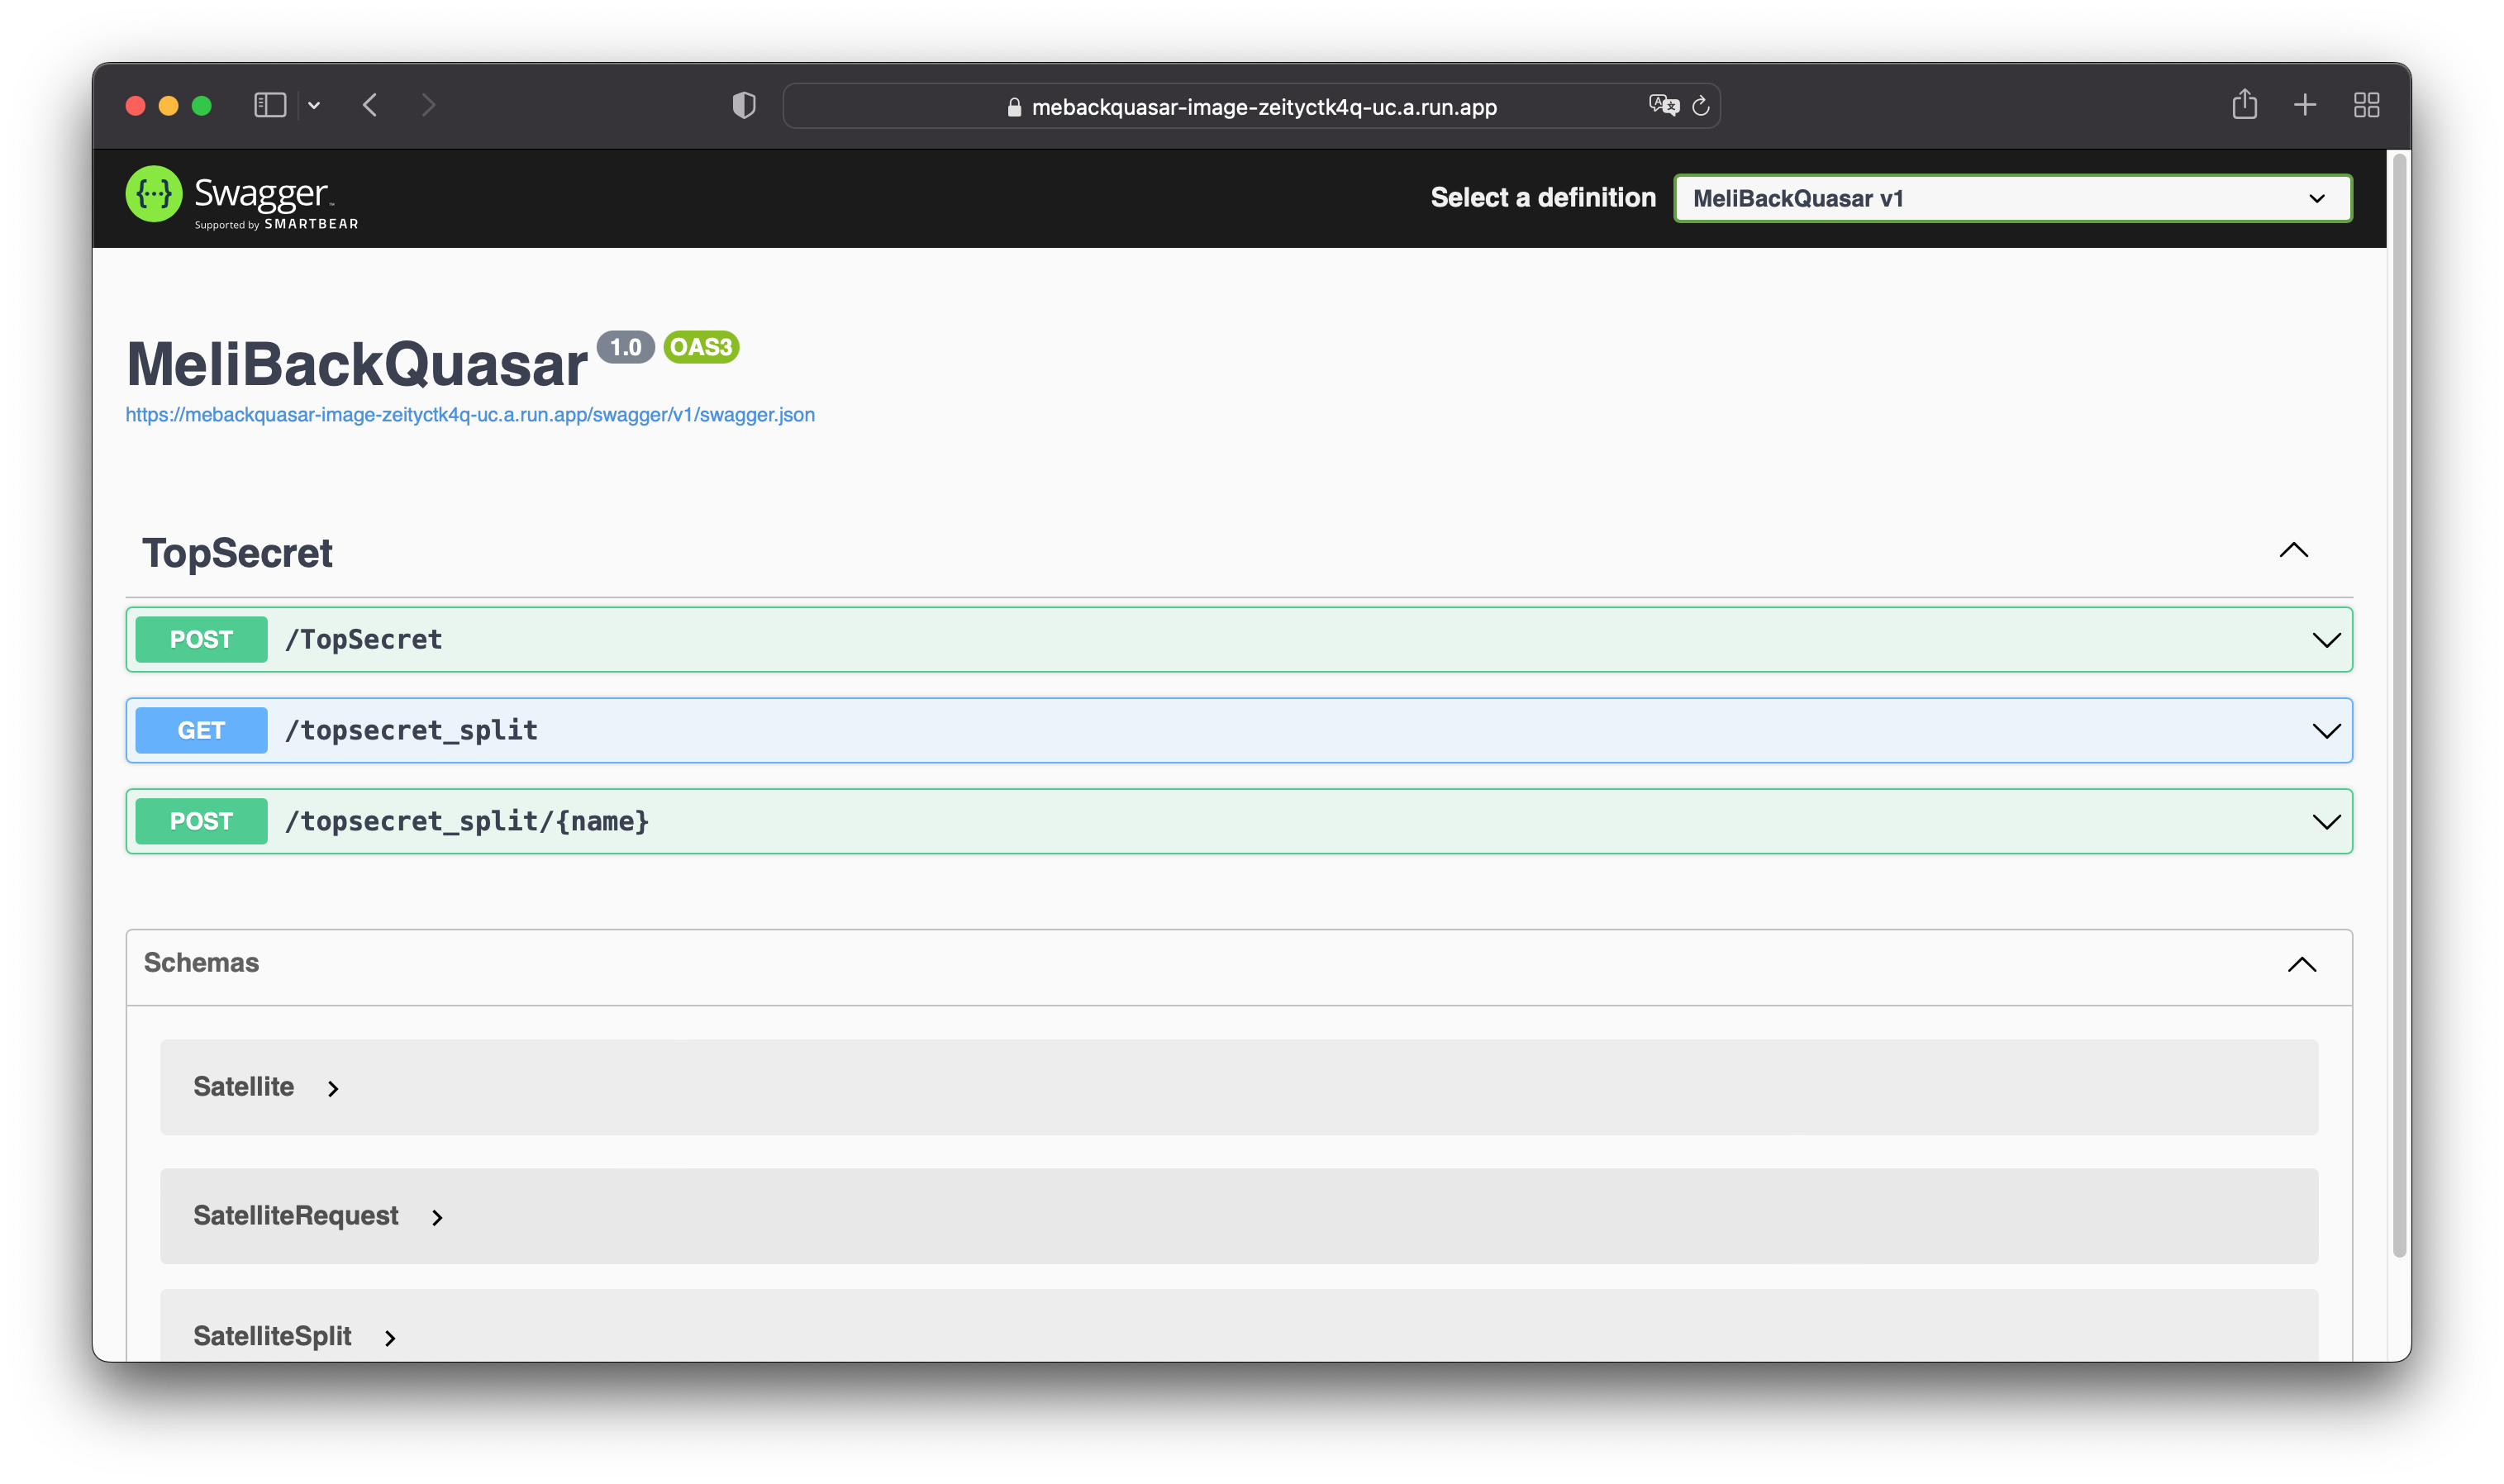 mebackquasar-image-zeityctk4q-uc.a.run.app
{...} Swagger™
Supported by SMARTBEAR
Select a definition MeliBackQuasar v1
MeliBackQuasar 1.0 OAS3
https://mebackquasar-image-zeityctk4q-uc.a.run.app/swagger/v1/swagger.json
TopSecret
POST /TopSecret
GET /topsecret_split
POST /topsecret_split/{name}
Schemas
Satellite
SatelliteRequest
SatelliteSplit